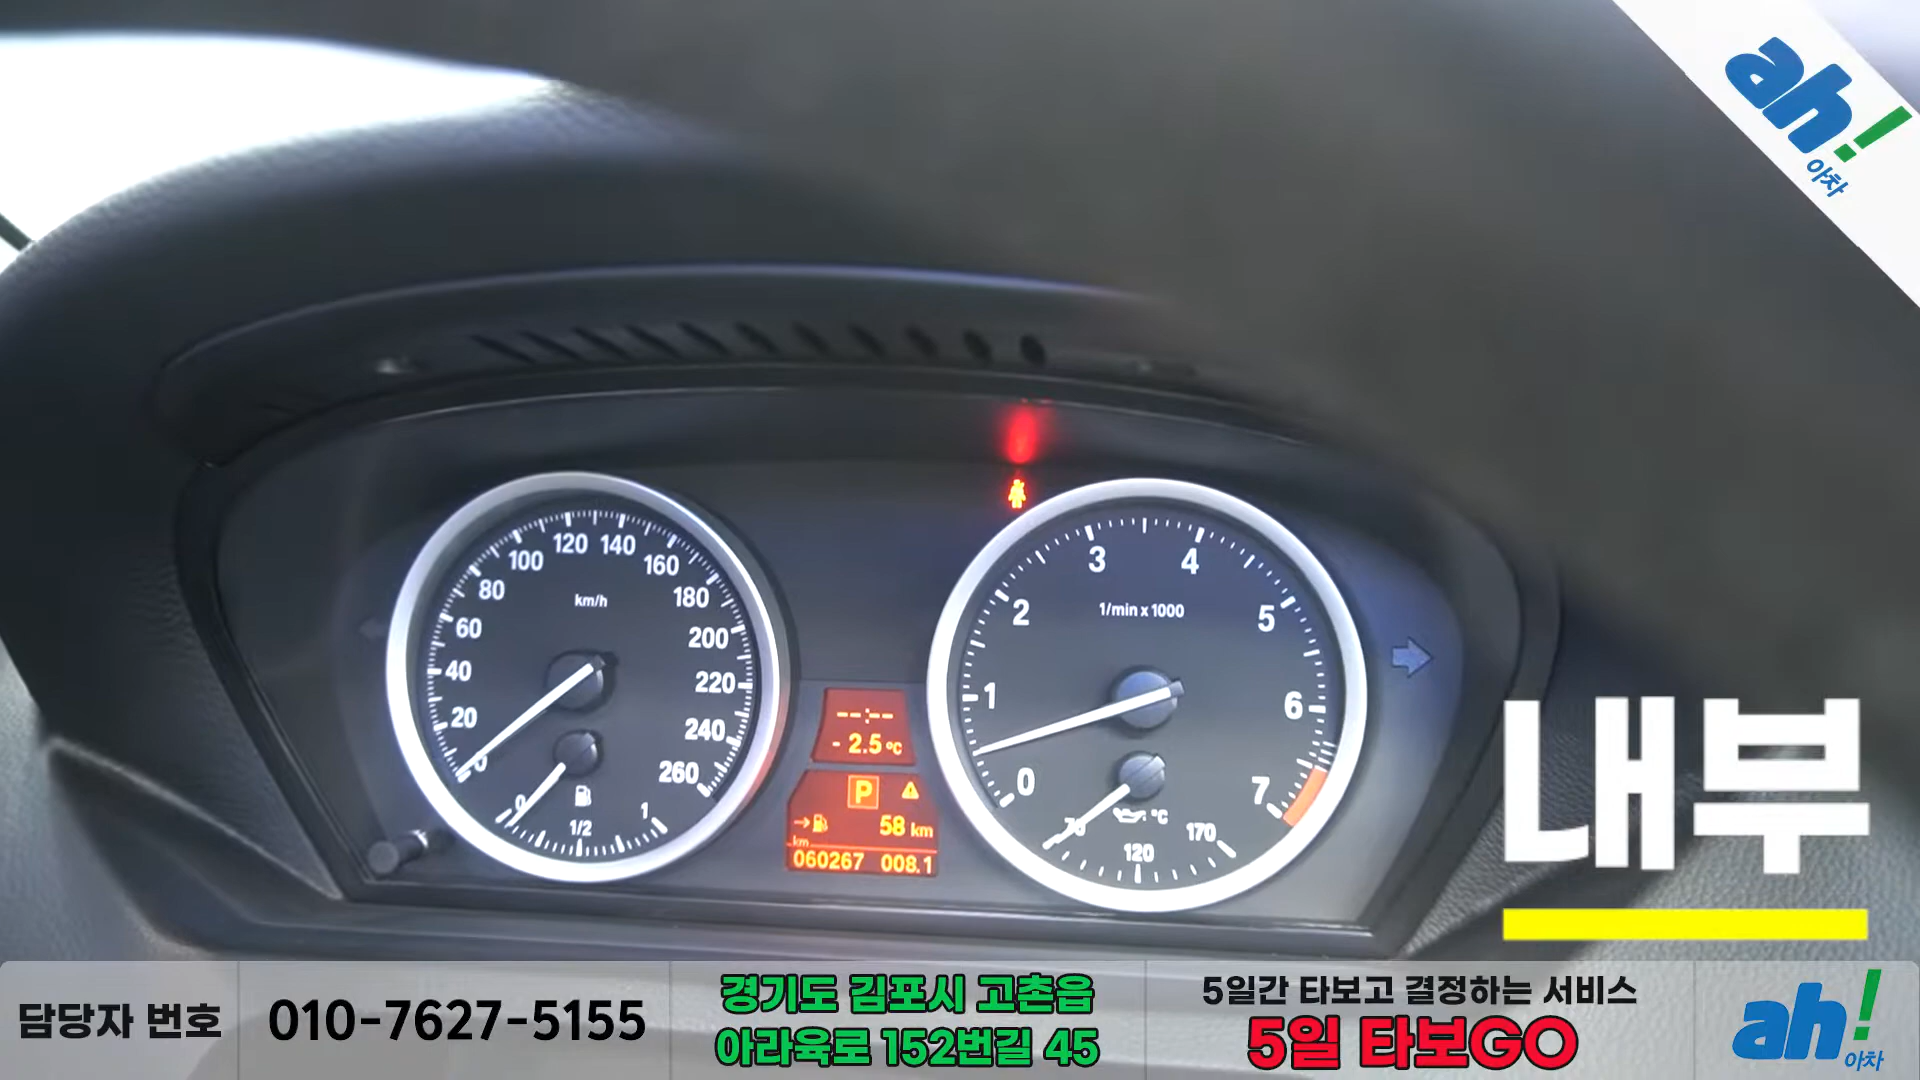 ah!
아차
120
140
100
160
80
km/h
180
60
200
40
220
20
240
0
260
0
1/2
1
--:--
- 2.5 °C
P
58 km
km
060267 008.1
3
4
2
1/min x 1000
5
1
6
0
7
°C
70
170
120
내부
담당자 번호
010-7627-5155
경기도 김포시 고촌읍
아라육로 152번길 45
5일간 타보고 결정하는 서비스
5일 타보GO
ah!
아차